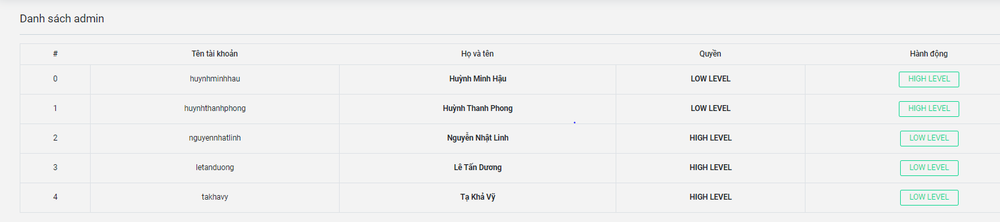 Danh sách admin
# Tên tài khoản Họ và tên Quyền Hành động
0 huynhminhhau Huỳnh Minh Hậu LOW LEVEL HIGH LEVEL
1 huynhthanhphong Huỳnh Thanh Phong LOW LEVEL HIGH LEVEL
2 nguyennhatlinh Nguyễn Nhật Linh HIGH LEVEL LOW LEVEL
3 letanduong Lê Tấn Dương HIGH LEVEL LOW LEVEL
4 takhavy Tạ Khả Vỹ HIGH LEVEL LOW LEVEL